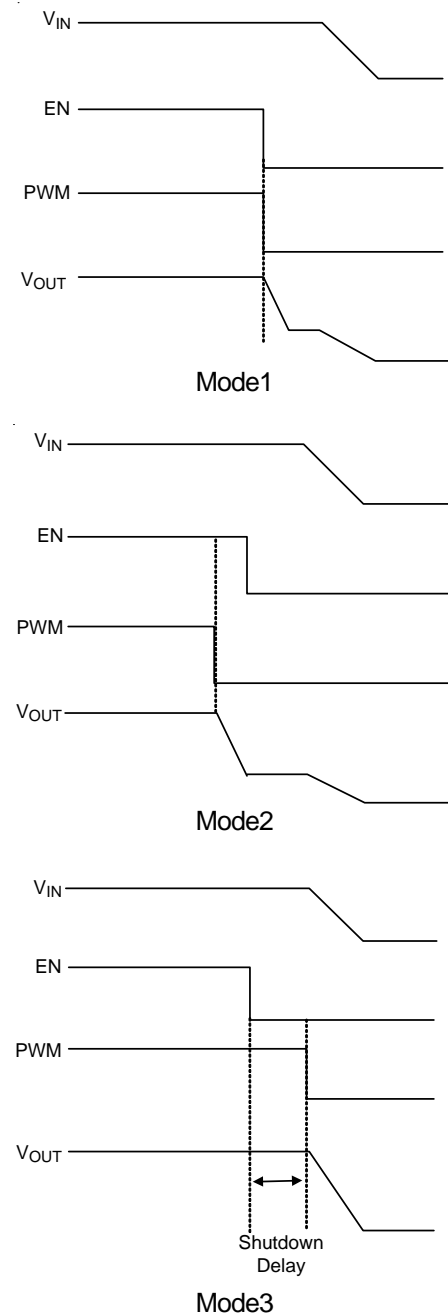 VIN
EN
PWM
VOUT
Mode1
VIN
EN
PWM
VOUT
Mode2
VIN
EN
PWM
VOUT
Shutdown
Delay
Mode3